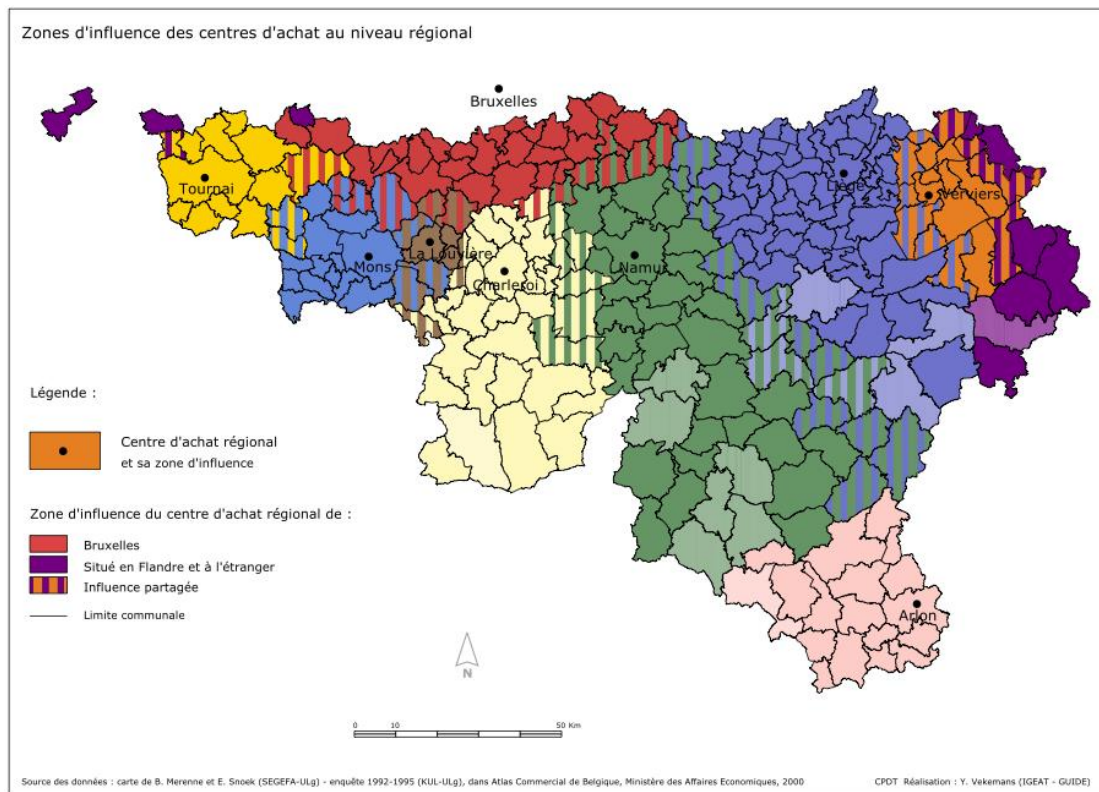 Zones d'influence des centres d'achat au niveau régional
Bruxelles
Tournai
Liège
Verviers
La Louvière
Mons
Namur
Charleroi
Légende :
Centre d'achat régional
et sa zone d'influence
Zone d'influence du centre d'achat régional de :
Bruxelles
Situé en Flandre et à l'étranger
Influence partagée
Limite communale
Arlon
N
0 10 50 Km
Source des données : carte de B. Merenne et E. Snoek (SEGEFA-ULg) - enquête 1992-1995 (KUL-ULg), dans Atlas Commercial de Belgique, Ministère des Affaires Economiques, 2000
CPDT Réalisation : Y. Vekemans (IGEAT - GUIDE)